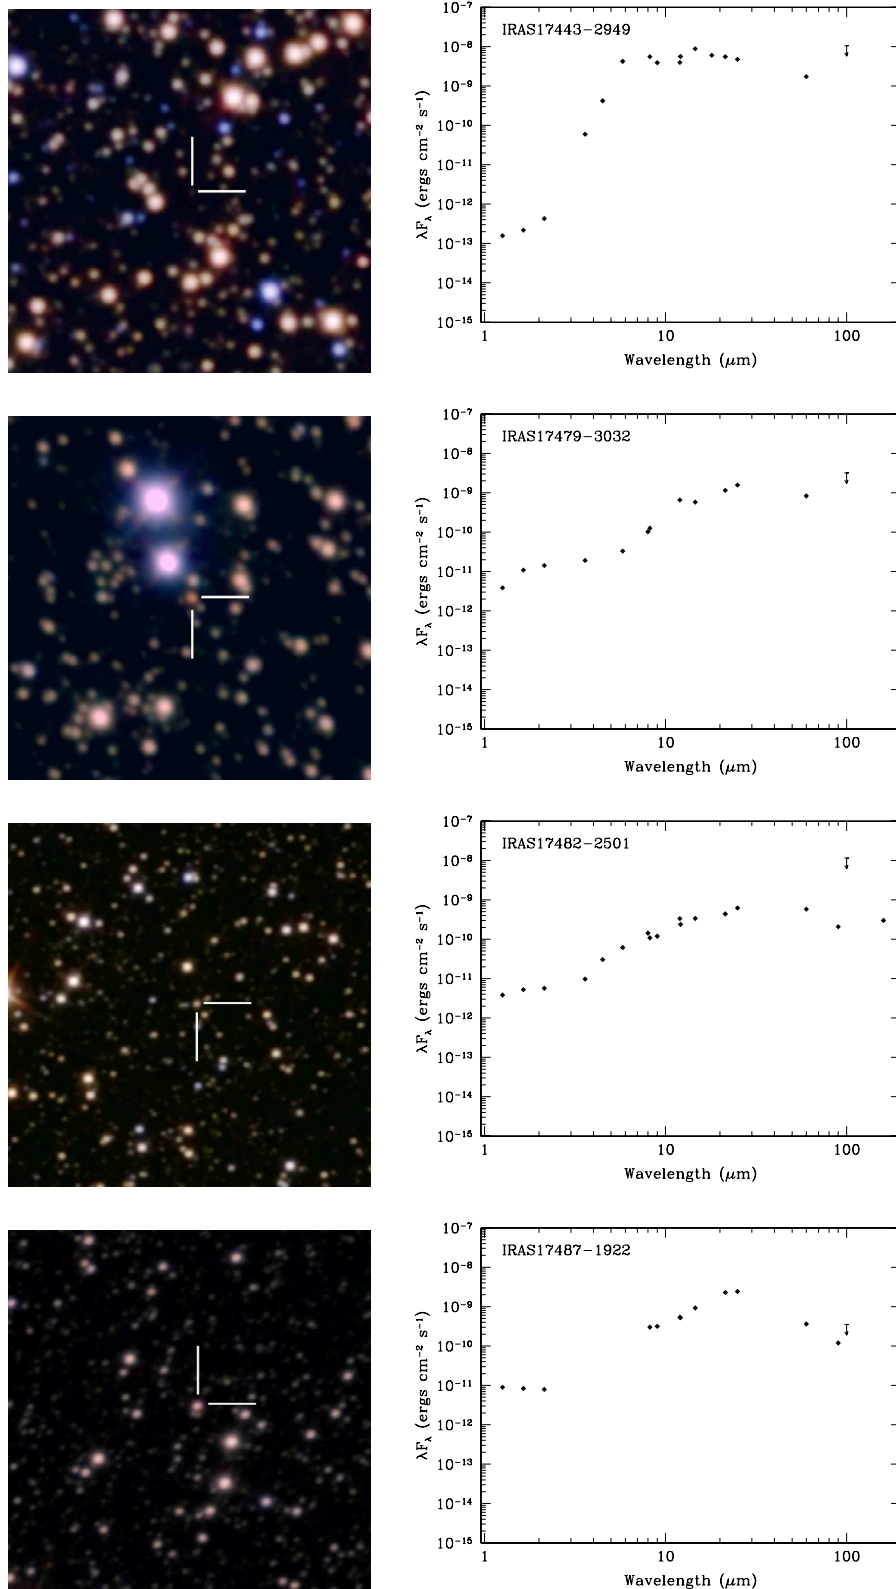 10⁻⁷
IRAS17443-2949
10⁻⁸
10⁻⁹
10⁻¹⁰
10⁻¹¹
10⁻¹²
10⁻¹³
10⁻¹⁴
10⁻¹⁵
λFλ (ergs cm⁻² s⁻¹)
1 10 100
Wavelength (μm)
10⁻⁷
IRAS17479-3032
10⁻⁸
10⁻⁹
10⁻¹⁰
10⁻¹¹
10⁻¹²
10⁻¹³
10⁻¹⁴
10⁻¹⁵
λFλ (ergs cm⁻² s⁻¹)
1 10 100
Wavelength (μm)
10⁻⁷
IRAS17482-2501
10⁻⁸
10⁻⁹
10⁻¹⁰
10⁻¹¹
10⁻¹²
10⁻¹³
10⁻¹⁴
10⁻¹⁵
λFλ (ergs cm⁻² s⁻¹)
1 10 100
Wavelength (μm)
10⁻⁷
IRAS17487-1922
10⁻⁸
10⁻⁹
10⁻¹⁰
10⁻¹¹
10⁻¹²
10⁻¹³
10⁻¹⁴
10⁻¹⁵
λFλ (ergs cm⁻² s⁻¹)
1 10 100
Wavelength (μm)